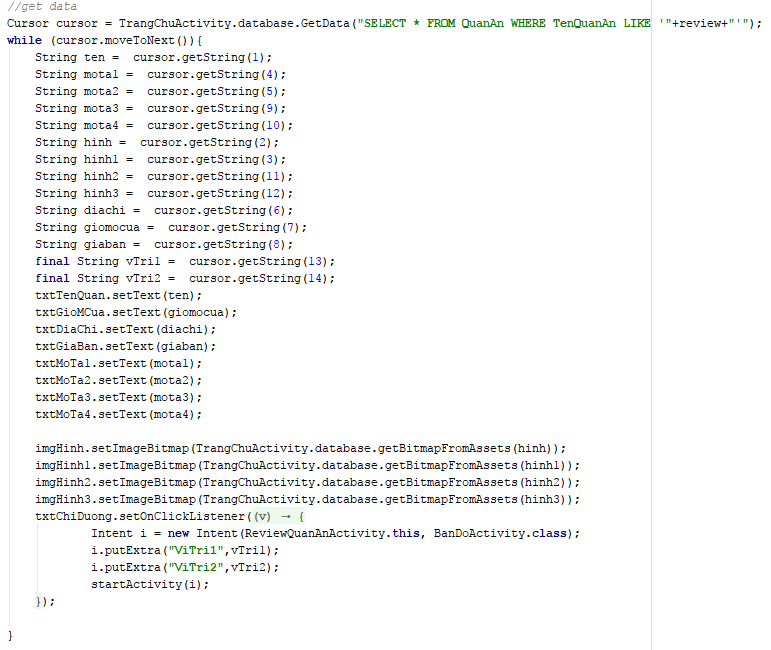 //get data
Cursor cursor = TrangChuActivity.database.GetData("SELECT * FROM QuanAn WHERE TenQuanAn LIKE '"+review+"'");
while (cursor.moveToNext()){
    String ten =  cursor.getString(1);
    String mota1 =  cursor.getString(4);
    String mota2 =  cursor.getString(5);
    String mota3 =  cursor.getString(9);
    String mota4 =  cursor.getString(10);
    String hinh =  cursor.getString(2);
    String hinh1 =  cursor.getString(3);
    String hinh2 =  cursor.getString(11);
    String hinh3 =  cursor.getString(12);
    String diachi =  cursor.getString(6);
    String giomocua =  cursor.getString(7);
    String giaban =  cursor.getString(8);
    final String vTri1 =  cursor.getString(13);
    final String vTri2 =  cursor.getString(14);
    txtTenQuan.setText(ten);
    txtGioMCua.setText(giomocua);
    txtDiaChi.setText(diachi);
    txtGiaBan.setText(giaban);
    txtMoTa1.setText(mota1);
    txtMoTa2.setText(mota2);
    txtMoTa3.setText(mota3);
    txtMoTa4.setText(mota4);

    imgHinh.setImageBitmap(TrangChuActivity.database.getBitmapFromAssets(hinh));
    imgHinh1.setImageBitmap(TrangChuActivity.database.getBitmapFromAssets(hinh1));
    imgHinh2.setImageBitmap(TrangChuActivity.database.getBitmapFromAssets(hinh2));
    imgHinh3.setImageBitmap(TrangChuActivity.database.getBitmapFromAssets(hinh3));
    txtChiDuong.setOnClickListener((v) → {
            Intent i = new Intent(ReviewQuanAnActivity.this, BanDoActivity.class);
            i.putExtra("ViTri1",vTri1);
            i.putExtra("ViTri2",vTri2);
            startActivity(i);
    });

}